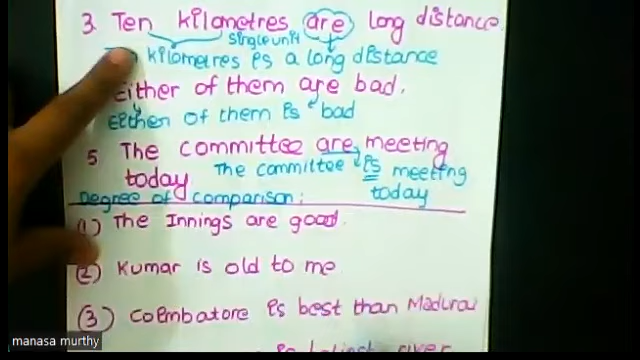 3. Ten kilometres are long distance.
single unit
kilometres is a long distance
Either of them are bad.
either of them is bad
5 The committee are meeting today
The committee is meeting today
Degree of comparison:
(1) The Innings are good.
(2) Kumar is old to me
(3) Coimbatore is best than Madurai
river
manasa murthy